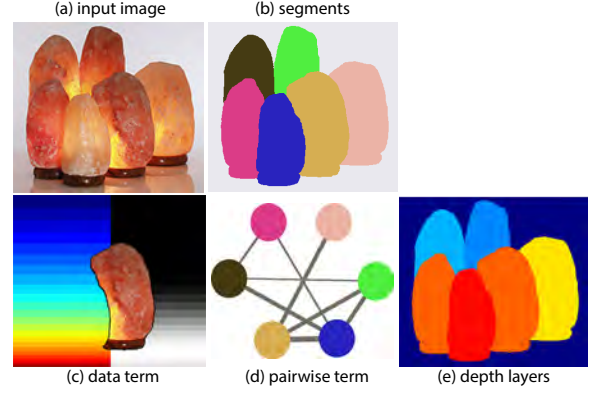 (a) input image
(b) segments
(c) data term
(d) pairwise term
(e) depth layers